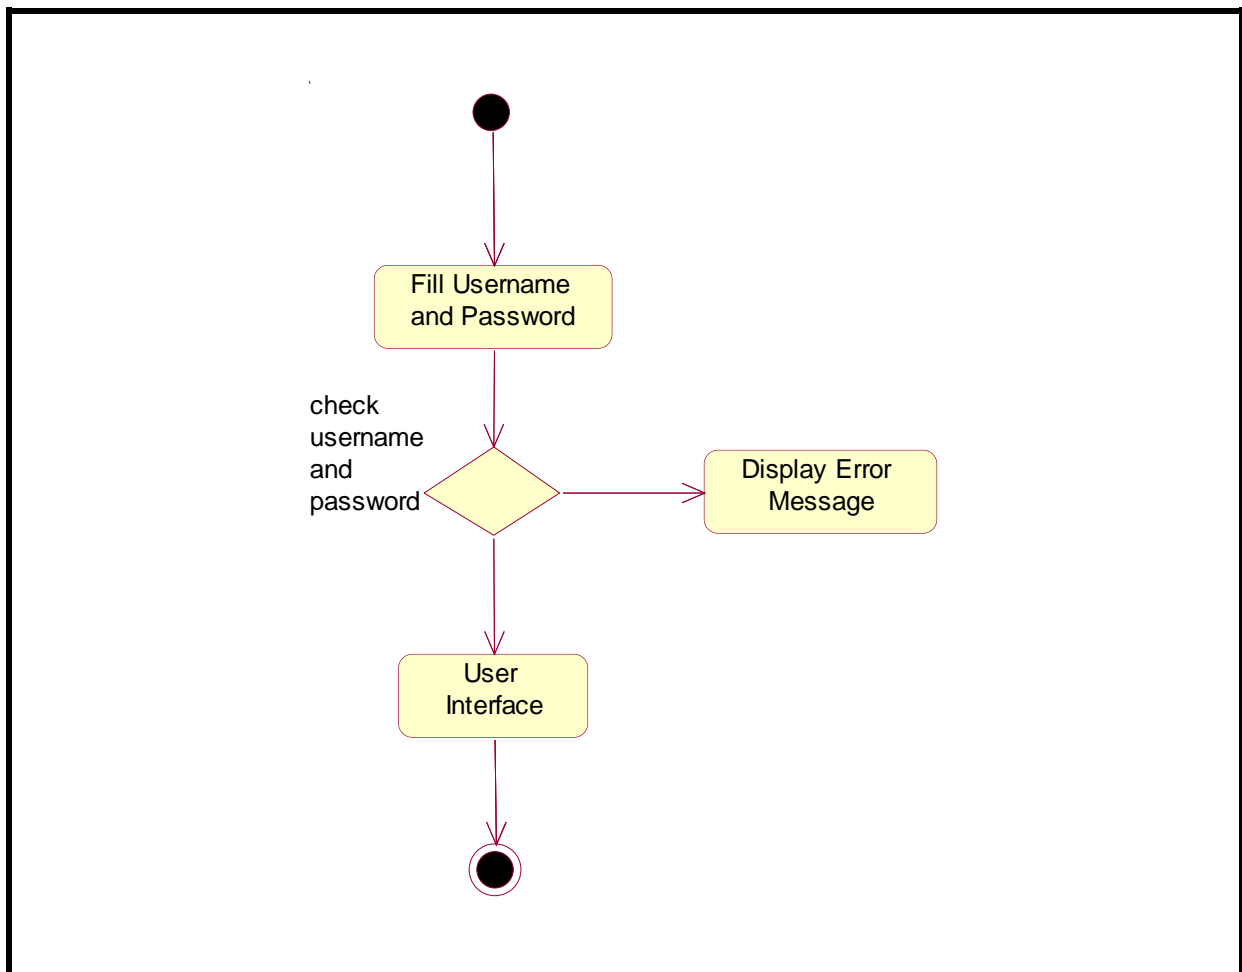 Fill Username
and Password
check
username
and
password
Display Error
Message
User
Interface